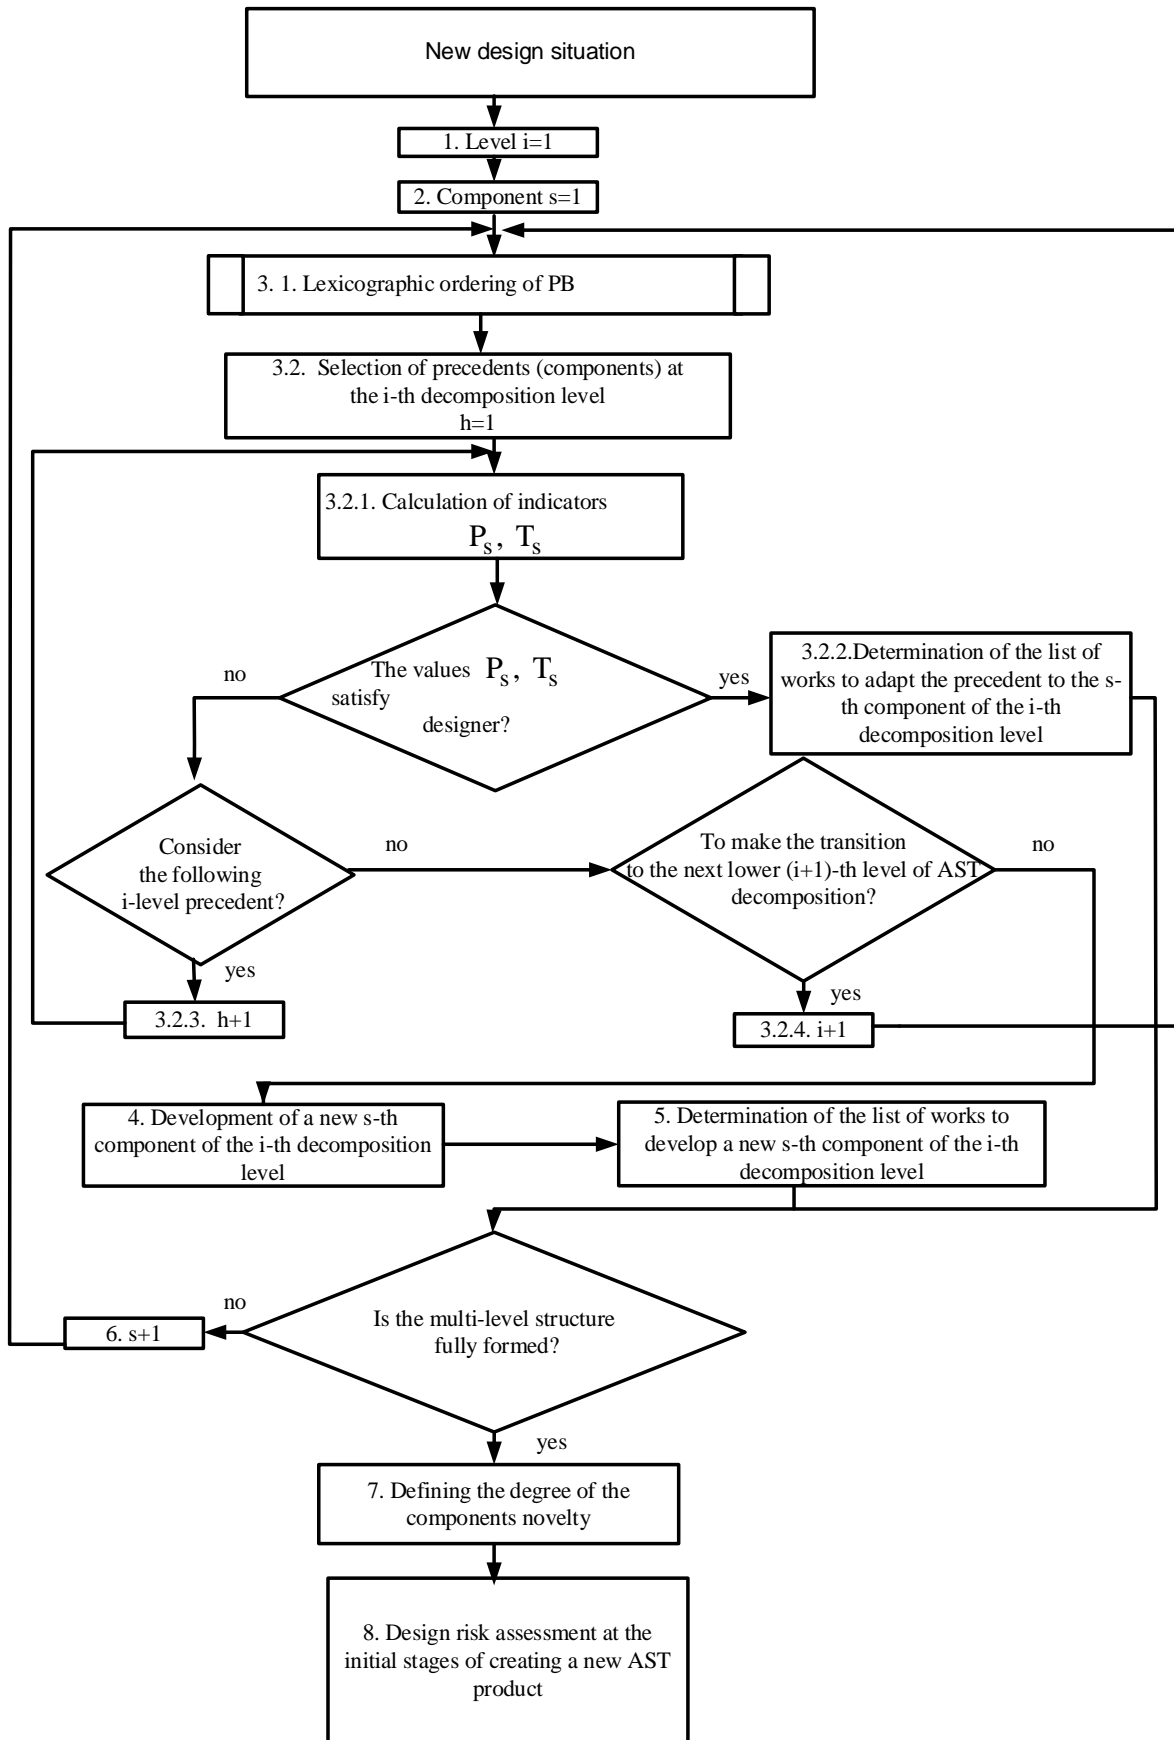 New design situation
1. Level i=1
2. Component s=1
3. 1. Lexicographic ordering of PB
3.2. Selection of precedents (components) at
the i-th decomposition level
h=1
3.2.1. Calculation of indicators
Ps, Ts
The values Ps, Ts
satisfy
designer?
no
yes
3.2.2.Determination of the list of
works to adapt the precedent to the s-
th component of the i-th
decomposition level
Consider
the following
i-level precedent?
no
To make the transition
to the next lower (i+1)-th level of AST
decomposition?
no
yes
3.2.3. h+1
yes
3.2.4. i+1
4. Development of a new s-th
component of the i-th decomposition
level
5. Determination of the list of works to
develop a new s-th component of the i-th
decomposition level
Is the multi-level structure
fully formed?
no
6. s+1
yes
7. Defining the degree of the
components novelty
8. Design risk assessment at the
initial stages of creating a new AST
product